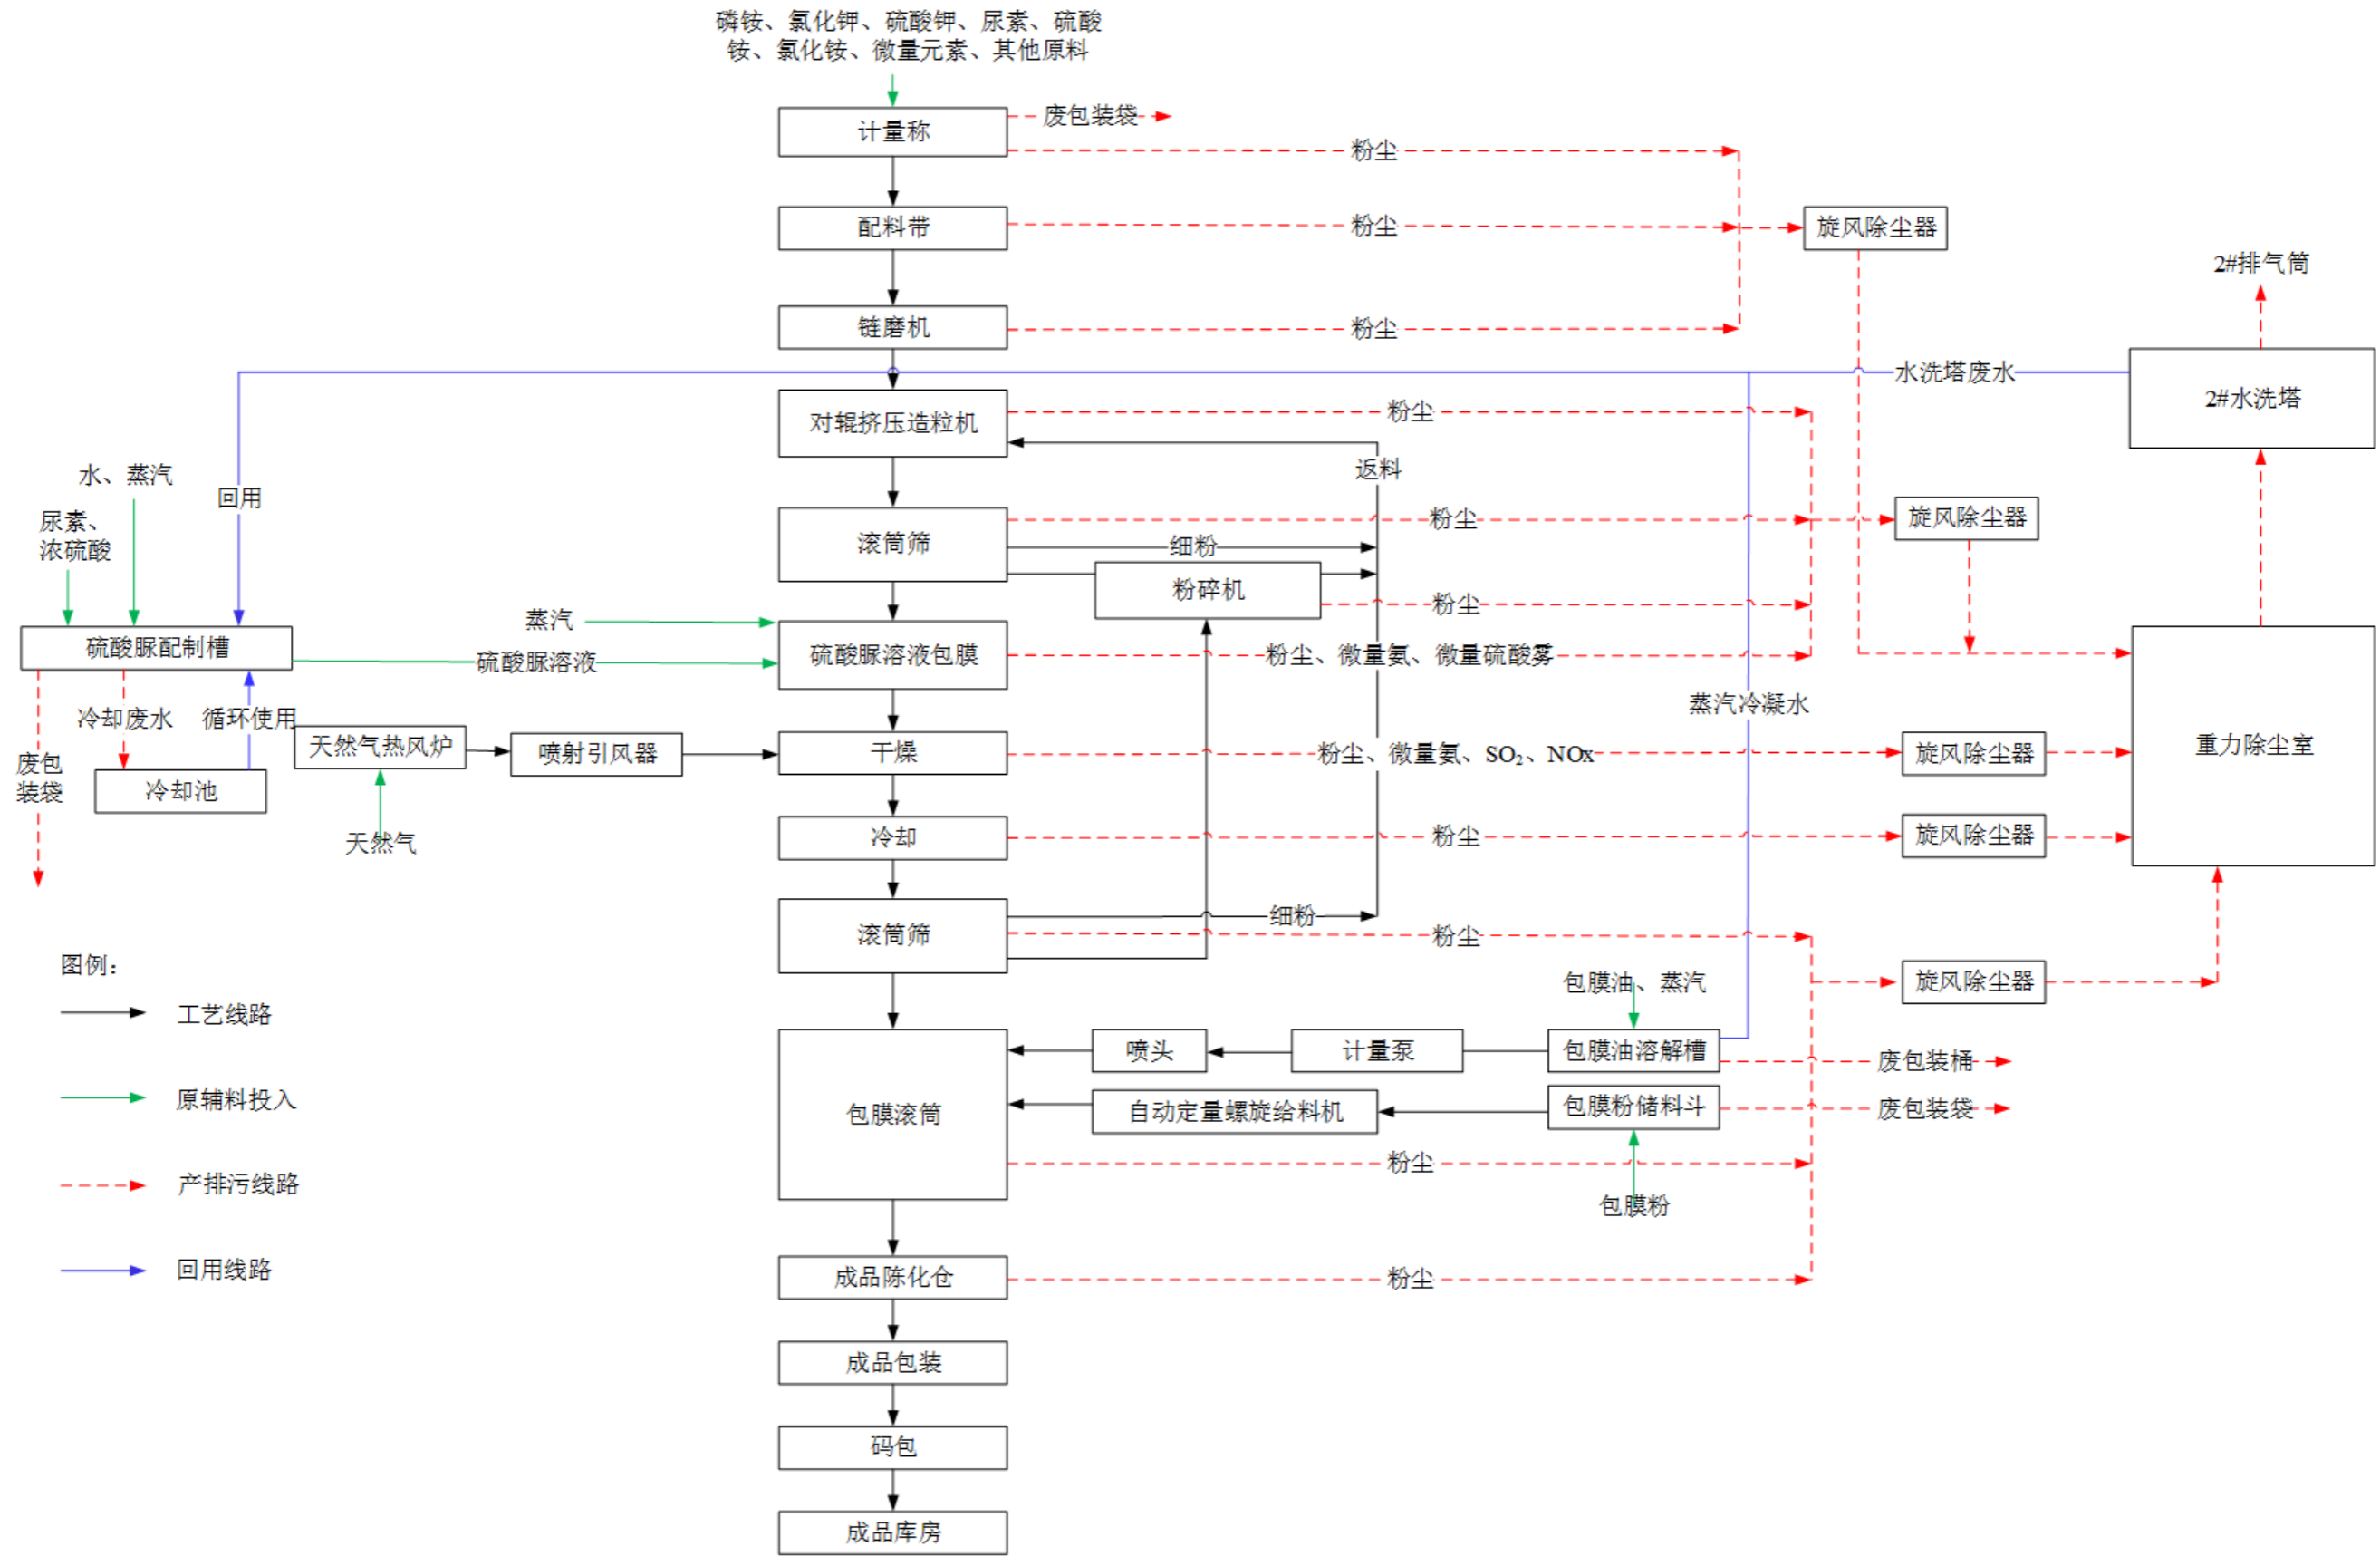 磷铵、氯化钾、硫酸钾、尿素、硫酸
铵、氯化铵、微量元素、其他原料
计量称
废包装袋
粉尘
配料带
粉尘
旋风除尘器
2#排气筒
链磨机
粉尘
水洗塔废水
2#水洗塔
对辊挤压造粒机
粉尘
返料
水、蒸汽
回用
尿素、
浓硫酸
滚筒筛
粉尘
旋风除尘器
细粉
粉碎机
粉尘
蒸汽
硫酸脲配制槽
硫酸脲溶液
硫酸脲溶液包膜
粉尘、微量氨、微量硫酸雾
蒸汽冷凝水
冷却废水
循环使用
天然气热风炉
喷射引风器
干燥
粉尘、微量氨、SO₂、NOx
旋风除尘器
重力除尘室
废包
装袋
冷却池
天然气
冷却
粉尘
旋风除尘器
滚筒筛
细粉
粉尘
图例：
工艺线路
原辅料投入
产排污线路
回用线路
包膜油、蒸汽
旋风除尘器
包膜滚筒
喷头
计量泵
包膜油溶解槽
废包装桶
自动定量螺旋给料机
包膜粉储料斗
废包装袋
粉尘
包膜粉
成品陈化仓
粉尘
成品包装
码包
成品库房